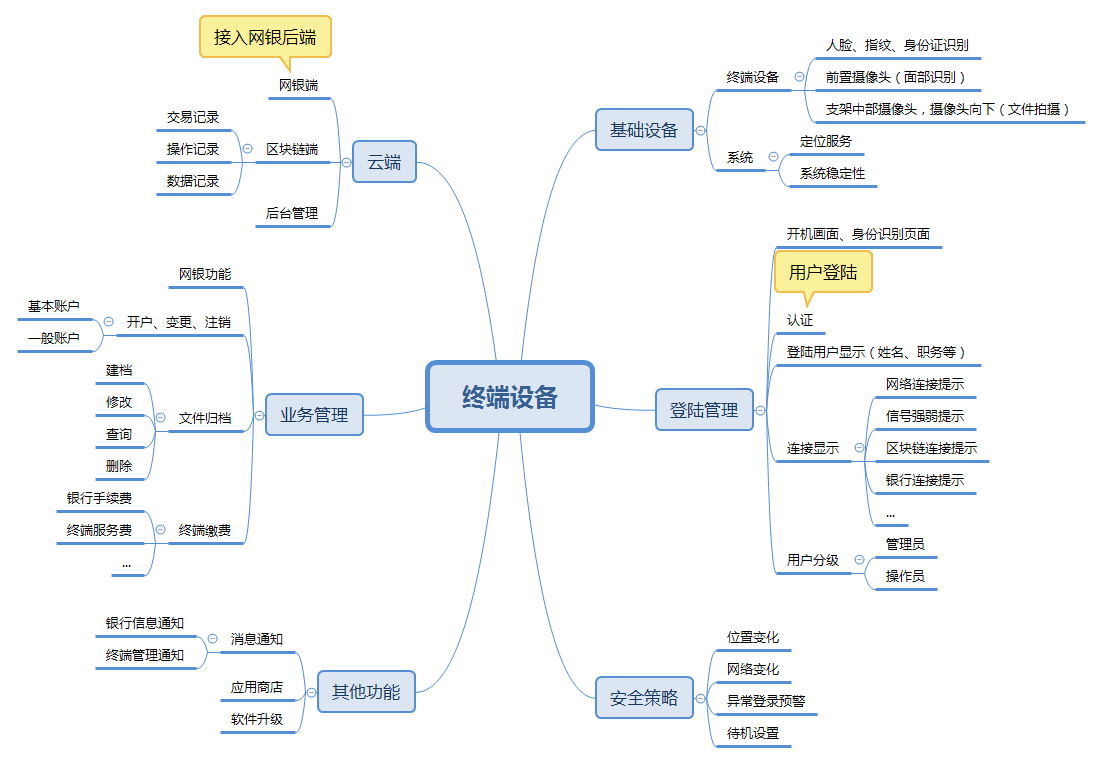 终端设备
基础设备
终端设备
人脸、指纹、身份证识别
前置摄像头（面部识别）
支架中部摄像头，摄像头向下（文件拍摄）
系统
定位服务
系统稳定性
登陆管理
开机画面、身份识别页面
用户登陆
认证
登陆用户显示（姓名、职务等）
连接显示
网络连接提示
信号强弱提示
区块链连接提示
银行连接提示
...
用户分级
管理员
操作员
安全策略
位置变化
网络变化
异常登录预警
待机设置
云端
接入网银后端
网银端
区块链端
交易记录
操作记录
数据记录
后台管理
业务管理
网银功能
开户、变更、注销
基本账户
一般账户
文件归档
建档
修改
查询
删除
终端缴费
银行手续费
终端服务费
...
其他功能
消息通知
银行信息通知
终端管理通知
应用商店
软件升级